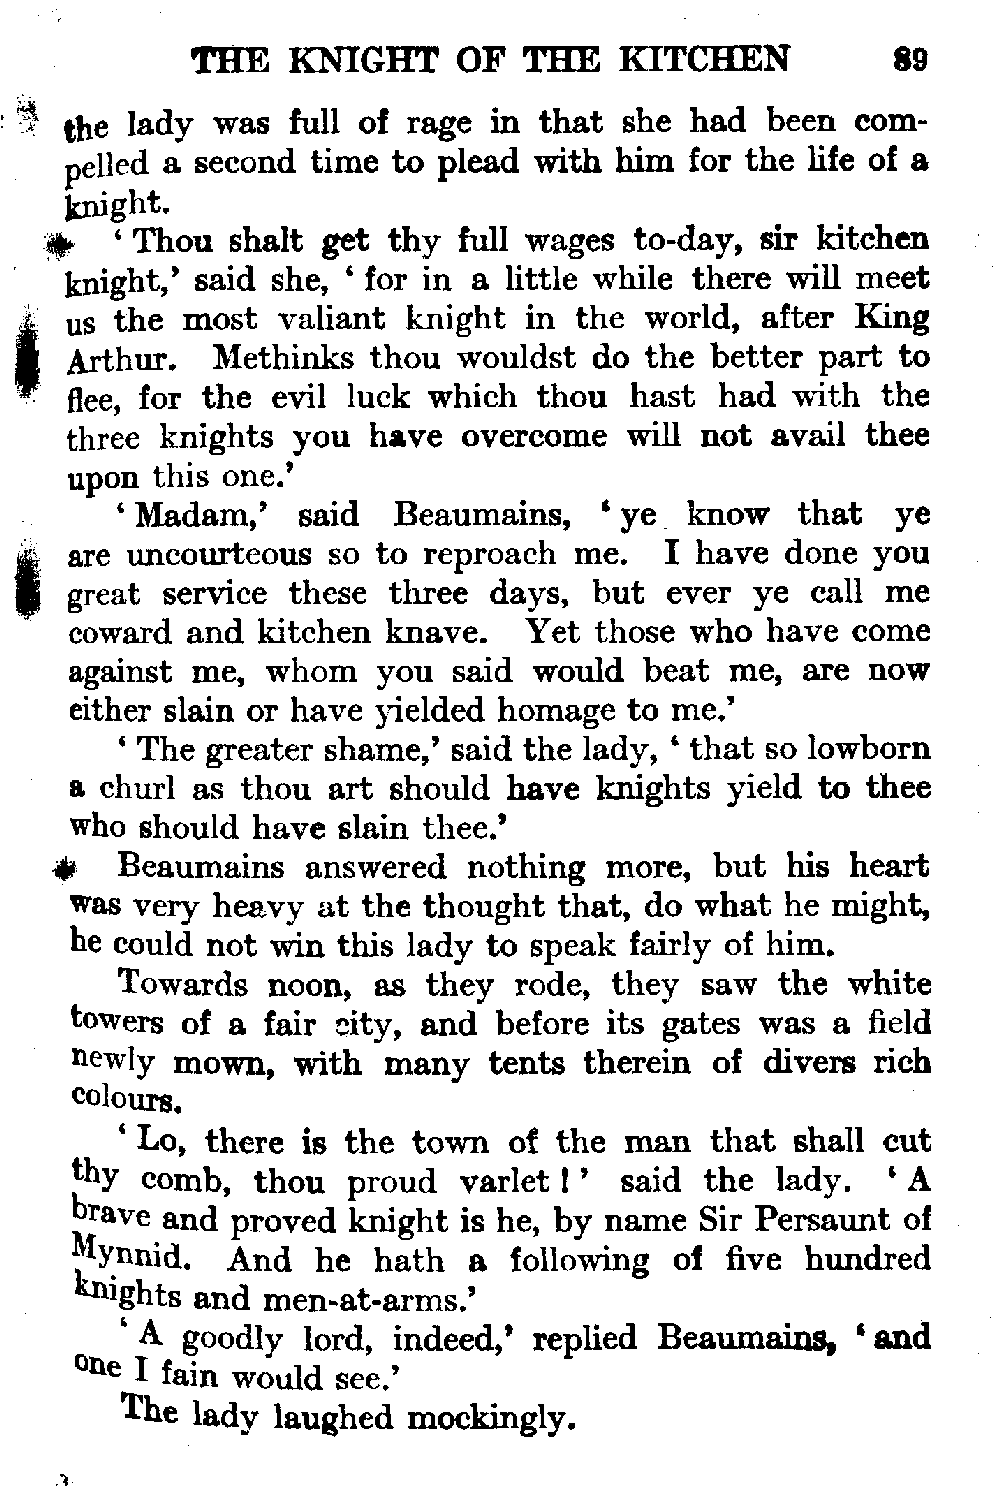 THE KNIGHT OF THE KITCHEN 89
the lady was full of rage in that she had been com-
pelled a second time to plead with him for the life of a
knight.
‘ Thou shalt get thy full wages to-day, sir kitchen
knight,’ said she, ‘ for in a little while there will meet
us the most valiant knight in the world, after King
Arthur. Methinks thou wouldst do the better part to
flee, for the evil luck which thou hast had with the
three knights you have overcome will not avail thee
upon this one.’
‘ Madam,’ said Beaumains, ‘ ye know that ye
are uncourteous so to reproach me. I have done you
great service these three days, but ever ye call me
coward and kitchen knave. Yet those who have come
against me, whom you said would beat me, are now
either slain or have yielded homage to me.’
‘ The greater shame,’ said the lady, ‘ that so lowborn
a churl as thou art should have knights yield to thee
who should have slain thee.’
Beaumains answered nothing more, but his heart
was very heavy at the thought that, do what he might,
he could not win this lady to speak fairly of him.
Towards noon, as they rode, they saw the white
towers of a fair city, and before its gates was a field
newly mown, with many tents therein of divers rich
colours.
‘ Lo, there is the town of the man that shall cut
thy comb, thou proud varlet ! ’ said the lady. ‘ A
brave and proved knight is he, by name Sir Persaunt of
Mynnid. And he hath a following of five hundred
knights and men-at-arms.’
‘ A goodly lord, indeed,’ replied Beaumains, ‘ and
one I fain would see.’
The lady laughed mockingly.